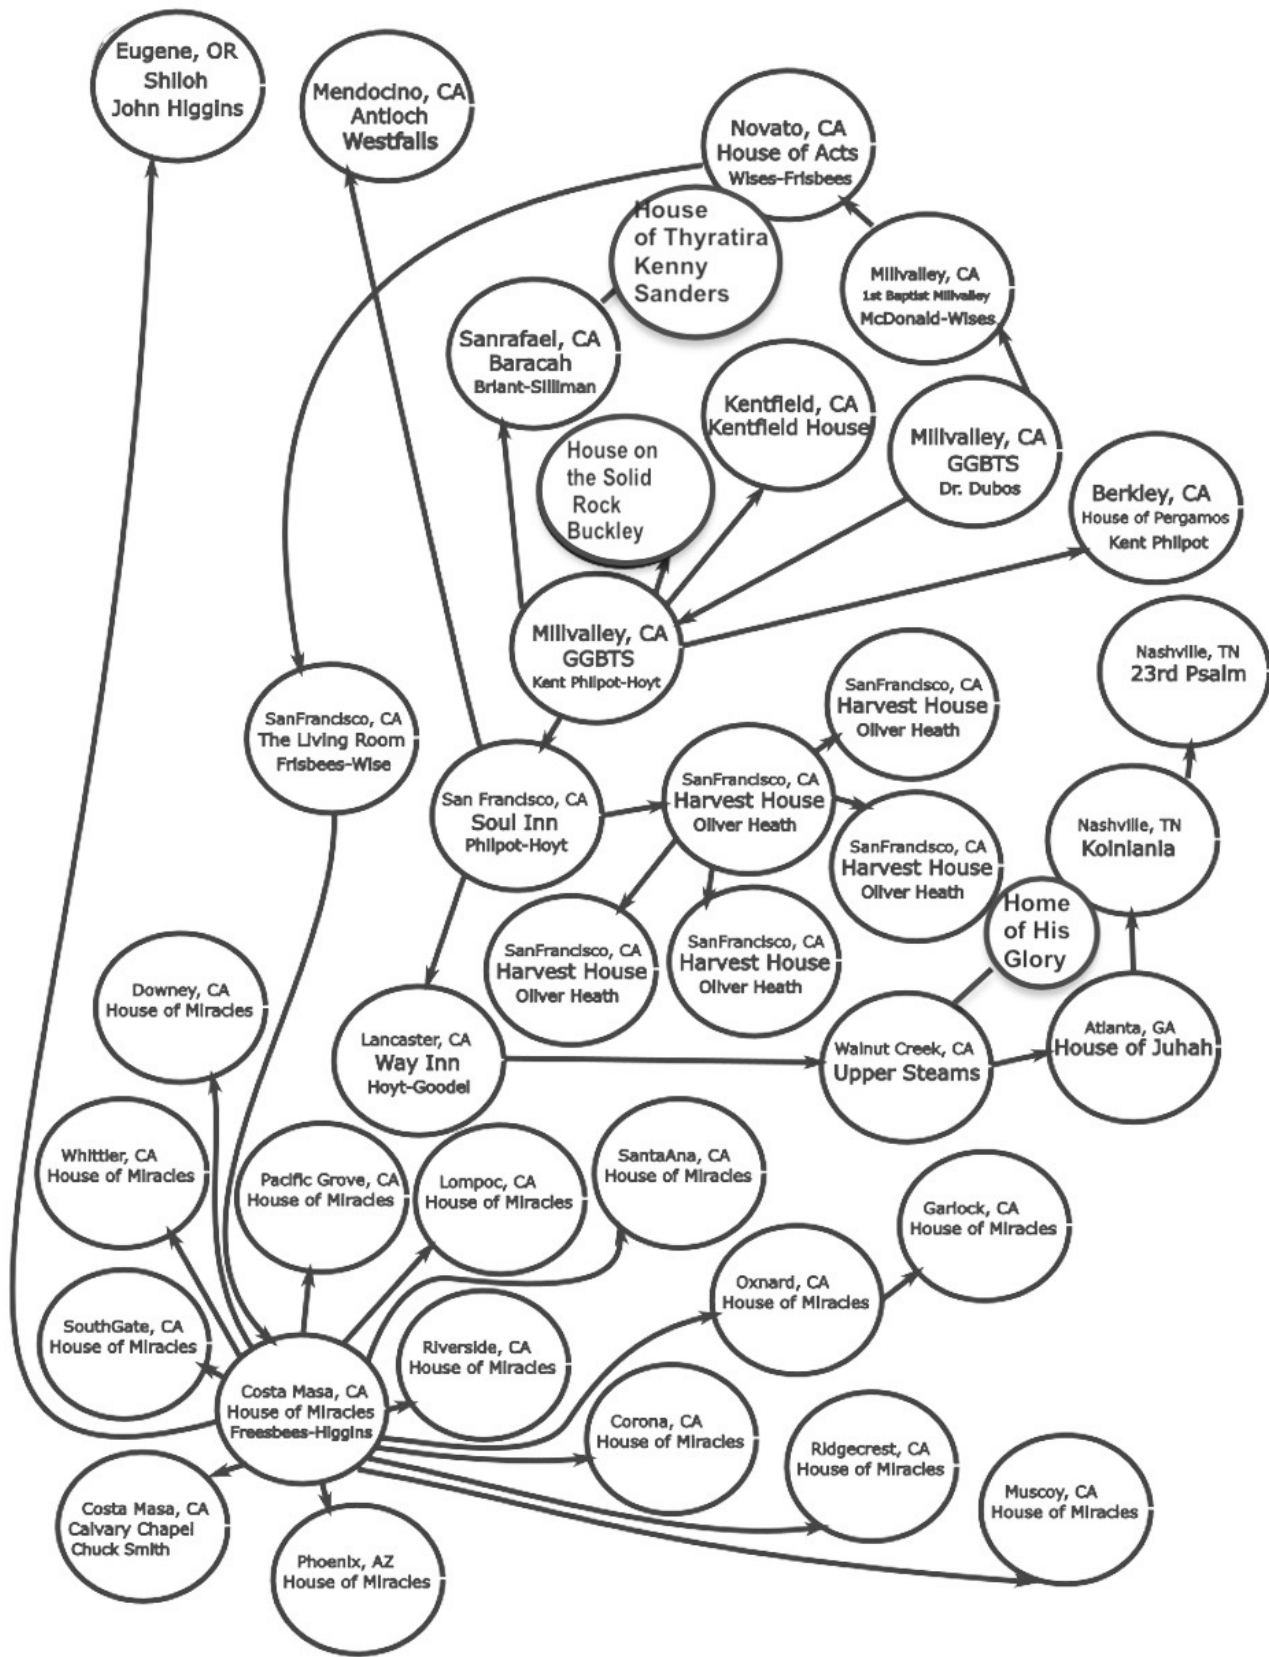 Eugene, OR
Shiloh
John Higgins
Mendocino, CA
Antioch
Westfalls
Novato, CA
House of Acts
Wises-Frisbees
House
of Thyratira
Kenny
Sanders
Millvalley, CA
1st Baptist Millvalley
McDonald-Wises
Sanrafael, CA
Baracah
Briant-Silliman
Kentfield, CA
Kentfield House
House on
the Solid
Rock
Buckley
Millvalley, CA
GGBTS
Dr. Dubos
Berkley, CA
House of Pergamos
Kent Philpot
Millvalley, CA
GGBTS
Kent Philpot-Hoyt
Nashville, TN
23rd Psalm
SanFrancisco, CA
The Living Room
Frisbees-Wise
SanFrancisco, CA
Harvest House
Oliver Heath
San Francisco, CA
Soul Inn
Philpot-Hoyt
SanFrancisco, CA
Harvest House
Oliver Heath
SanFrancisco, CA
Harvest House
Oliver Heath
Nashville, TN
Koiniania
Home
of His
Glory
SanFrancisco, CA
Harvest House
Oliver Heath
SanFrancisco, CA
Harvest House
Oliver Heath
Downey, CA
House of Miracles
Lancaster, CA
Way Inn
Hoyt-Goodel
Walnut Creek, CA
Upper Steams
Atlanta, GA
House of Juhah
Whittier, CA
House of Miracles
Pacific Grove, CA
House of Miracles
Lompoc, CA
House of Miracles
SantaAna, CA
House of Miracles
Garlock, CA
House of Miracles
Oxnard, CA
House of Miracles
SouthGate, CA
House of Miracles
Riverside, CA
House of Miracles
Costa Masa, CA
House of Miracles
Freesbees-Higgins
Corona, CA
House of Miracles
Ridgecrest, CA
House of Miracles
Muscoy, CA
House of Miracles
Costa Masa, CA
Calvary Chapel
Chuck Smith
Phoenix, AZ
House of Miracles